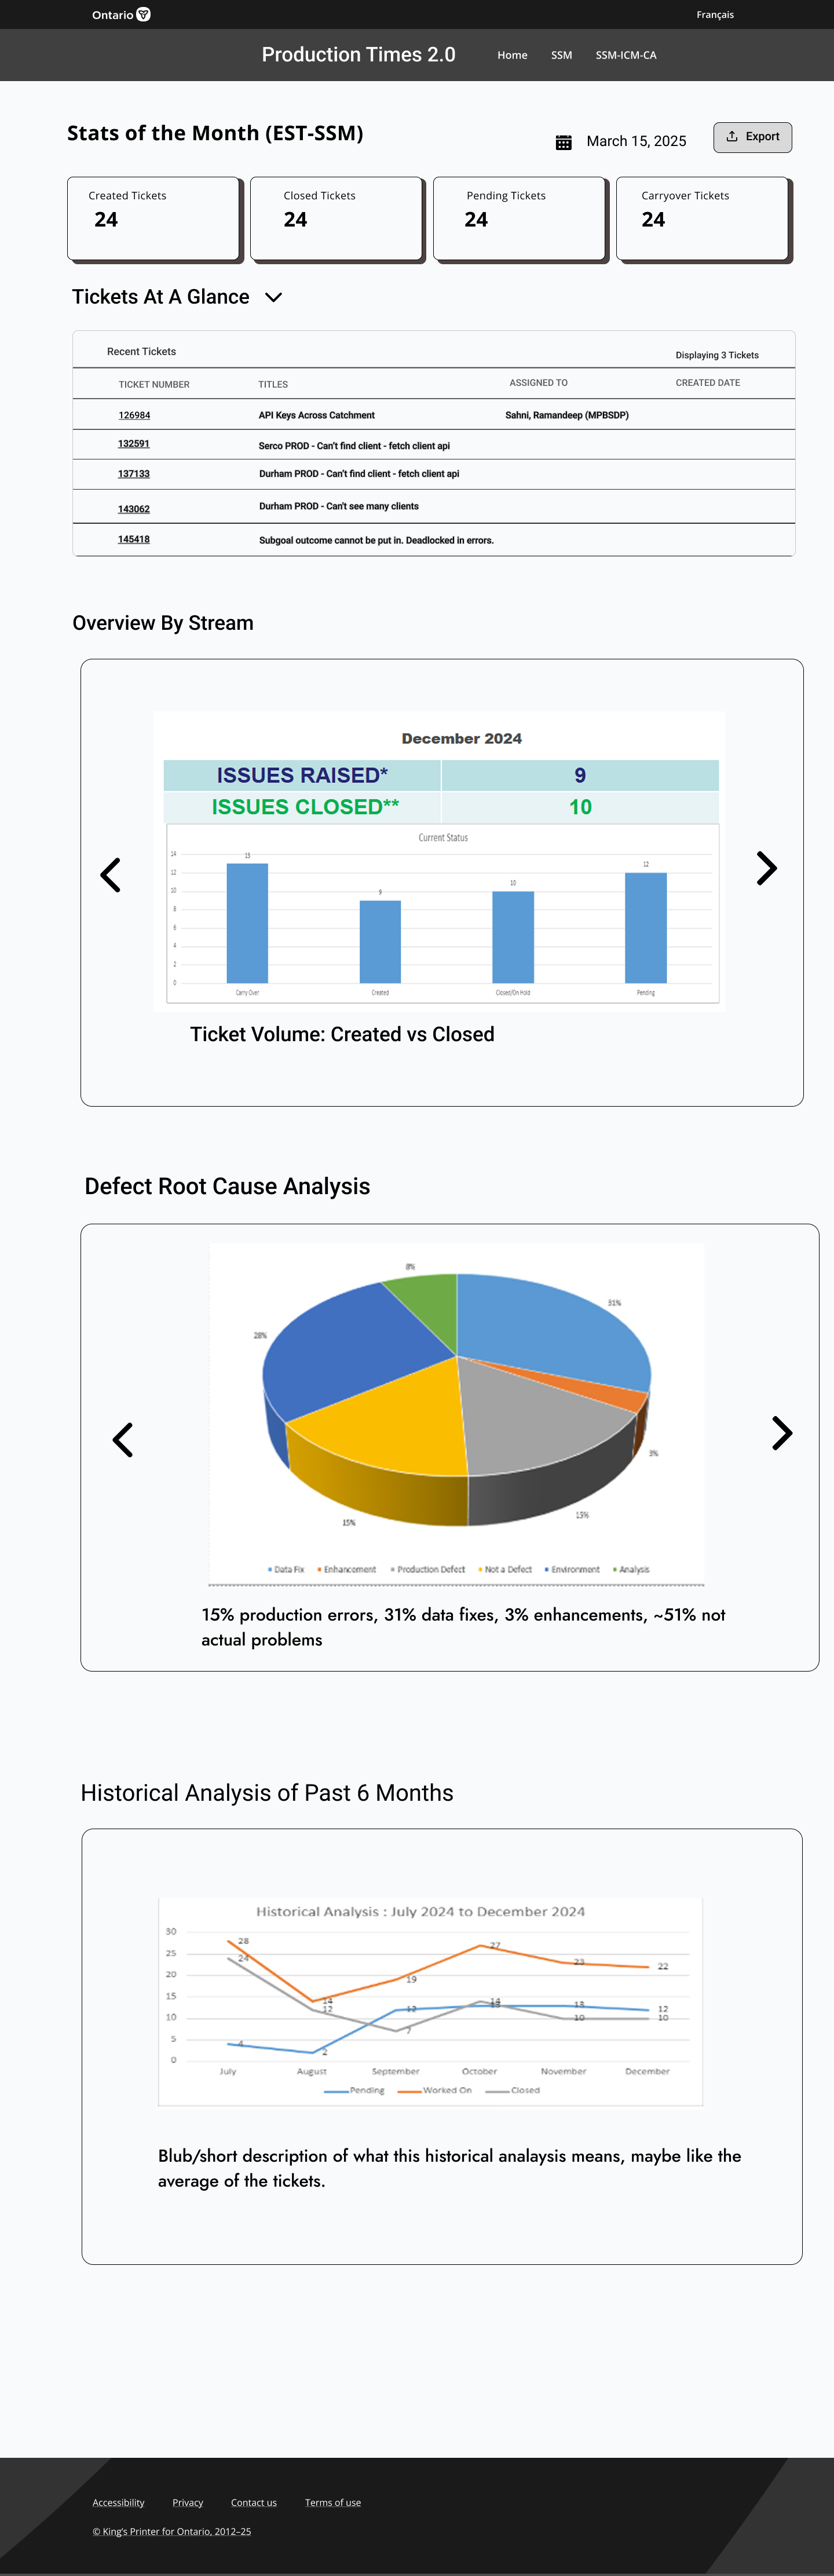 Ontario
Français
Production Times 2.0
Home
SSM
SSM-ICM-CA
Stats of the Month (EST-SSM)
March 15, 2025
Export
Created Tickets
24
Closed Tickets
24
Pending Tickets
24
Carryover Tickets
24
Tickets At A Glance
Recent Tickets
Displaying 3 Tickets
TICKET NUMBER
TITLES
ASSIGNED TO
CREATED DATE
126984
API Keys Across Catchment
Sahni, Ramandeep (MPBSDP)
132591
Serco PROD - Can't find client - fetch client api
137133
Durham PROD - Can't find client - fetch client api
143062
Durham PROD - Can't see many clients
145418
Subgoal outcome cannot be put in. Deadlocked in errors.
Overview By Stream
December 2024
ISSUES RAISED*
9
ISSUES CLOSED**
10
Current Status
14
12
10
8
6
4
2
0
13
9
10
12
Carry Over
Created
Closed/On Hold
Pending
Ticket Volume: Created vs Closed
Defect Root Cause Analysis
8%
31%
28%
3%
15%
15%
Data Fix
Enhancement
Production Defect
Not a Defect
Environment
Analysis
15% production errors, 31% data fixes, 3% enhancements, ~51% not
actual problems
Historical Analysis of Past 6 Months
Historical Analysis : July 2024 to December 2024
30
25
20
15
10
5
0
28
24
4
14
12
2
19
12
7
27
14
13
23
13
10
22
12
10
July
August
September
October
November
December
Pending
Worked On
Closed
Blub/short description of what this historical analaysis means, maybe like the
average of the tickets.
Accessibility
Privacy
Contact us
Terms of use
© King's Printer for Ontario, 2012–25